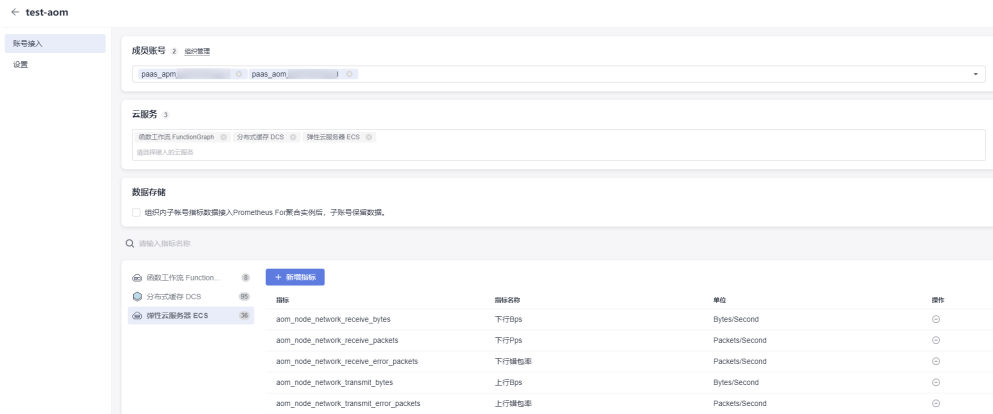 ← test-aom
账号接入
设置
成员账号 2 组织管理
paas_apm paas_aom
云服务 3
函数工作流 FunctionGraph 分布式缓存 DCS 弹性云服务器 ECS
请选择接入的云服务
数据存储
组织内子帐号指标数据接入Prometheus For聚合实例后，子账号保留数据。
请输入指标名称
函数工作流 Function... 8
分布式缓存 DCS 95
弹性云服务器 ECS 36
+ 新增指标
指标 指标名称 单位 操作
aom_node_network_receive_bytes 下行Bps Bytes/Second
aom_node_network_receive_packets 下行Pps Packets/Second
aom_node_network_receive_error_packets 下行错包率 Packets/Second
aom_node_network_transmit_bytes 上行Bps Bytes/Second
aom_node_network_transmit_error_packets 上行错包率 Packets/Second